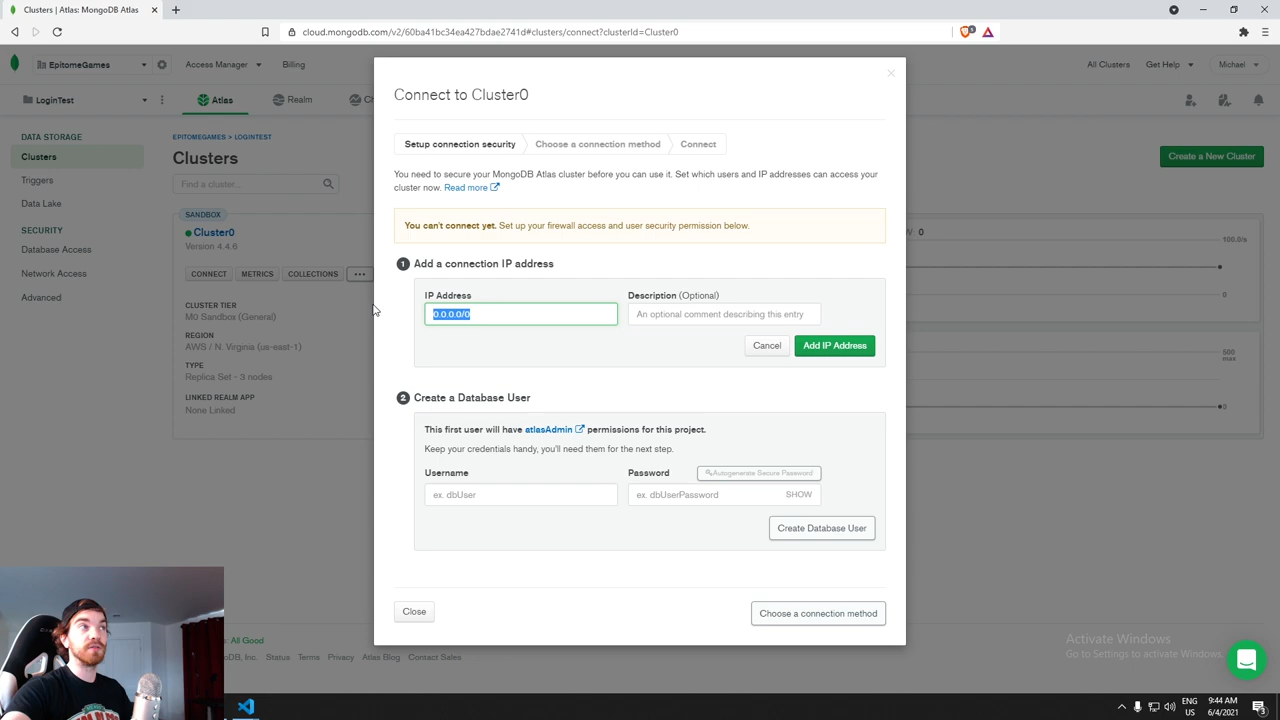 Clusters | Atlas: MongoDB Atlas
cloud.mongodb.com/v2/60ba41bc34ea427bdae2741d#clusters/connect?clusterId=Cluster0
EpitomeGames
Access Manager
Billing
All Clusters
Get Help
Michael
LoginTest
Atlas
Realm
Ch
DATA STORAGE
Clusters
Triggers
Data Lake
SECURITY
Database Access
Network Access
Advanced
EPITOMEGAMES > LOGINTEST
Clusters
Find a cluster...
Create a New Cluster
SANDBOX
Cluster0
Version 4.4.6
CONNECT
METRICS
COLLECTIONS
...
CLUSTER TIER
M0 Sandbox (General)
REGION
AWS / N. Virginia (us-east-1)
TYPE
Replica Set - 3 nodes
LINKED REALM APP
None Linked
W: 0
100.0/s
0
500
max
0
Connect to Cluster0
Setup connection security
Choose a connection method
Connect
You need to secure your MongoDB Atlas cluster before you can use it. Set which users and IP addresses can access your
cluster now. Read more
You can't connect yet. Set up your firewall access and user security permission below.
1 Add a connection IP address
IP Address
Description (Optional)
0.0.0.0/0
An optional comment describing this entry
Cancel
Add IP Address
2 Create a Database User
This first user will have atlasAdmin permissions for this project.
Keep your credentials handy, you'll need them for the next step.
Username
Password
Autogenerate Secure Password
ex. dbUser
ex. dbUserPassword
SHOW
Create Database User
Close
Choose a connection method
: All Good
DB, Inc.
Status
Terms
Privacy
Atlas Blog
Contact Sales
Activate Windows
Go to Settings to activate Windows.
ENG
US
9:44 AM
6/4/2021